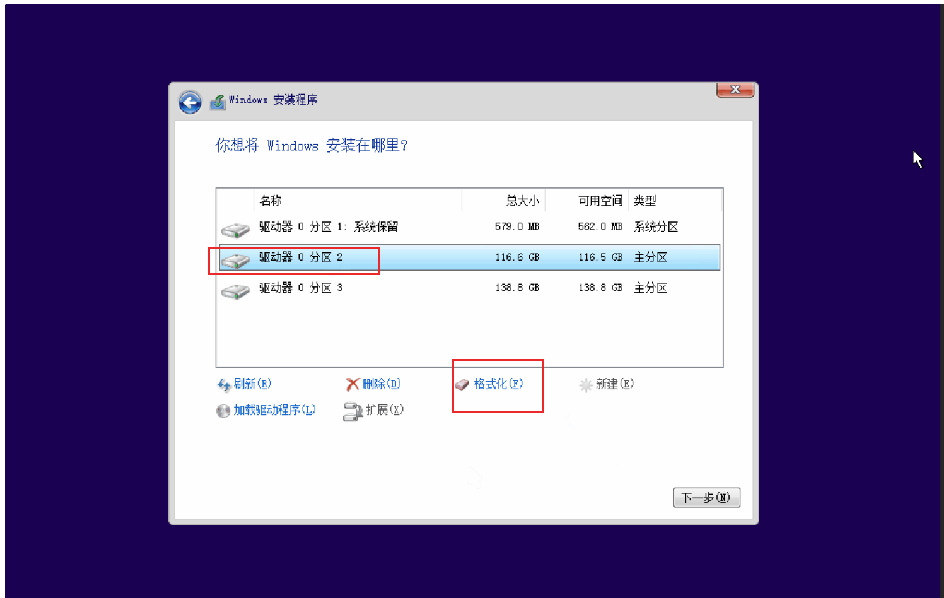 Windows 安装程序
你想将 Windows 安装在哪里?
名称 总大小 可用空间 类型
驱动器 0 分区 1: 系统保留 579.0 MB 562.0 MB 系统分区
驱动器 0 分区 2 116.6 GB 116.5 GB 主分区
驱动器 0 分区 3 138.8 GB 138.8 GB 主分区
刷新(R) 删除(D) 格式化(F) 新建(E)
加载驱动程序(L) 扩展(X)
下一步(N)